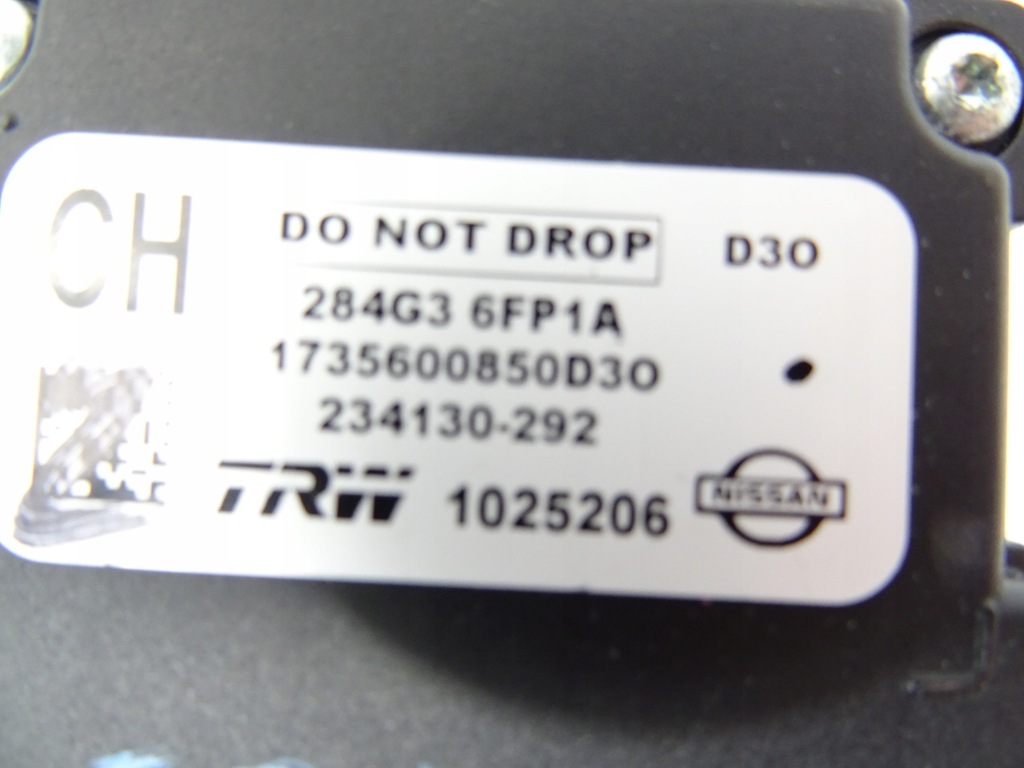 CH
DO NOT DROP D3O
284G3 6FP1A
1735600850D3O
234130-292
TRW 1025206 NISSAN